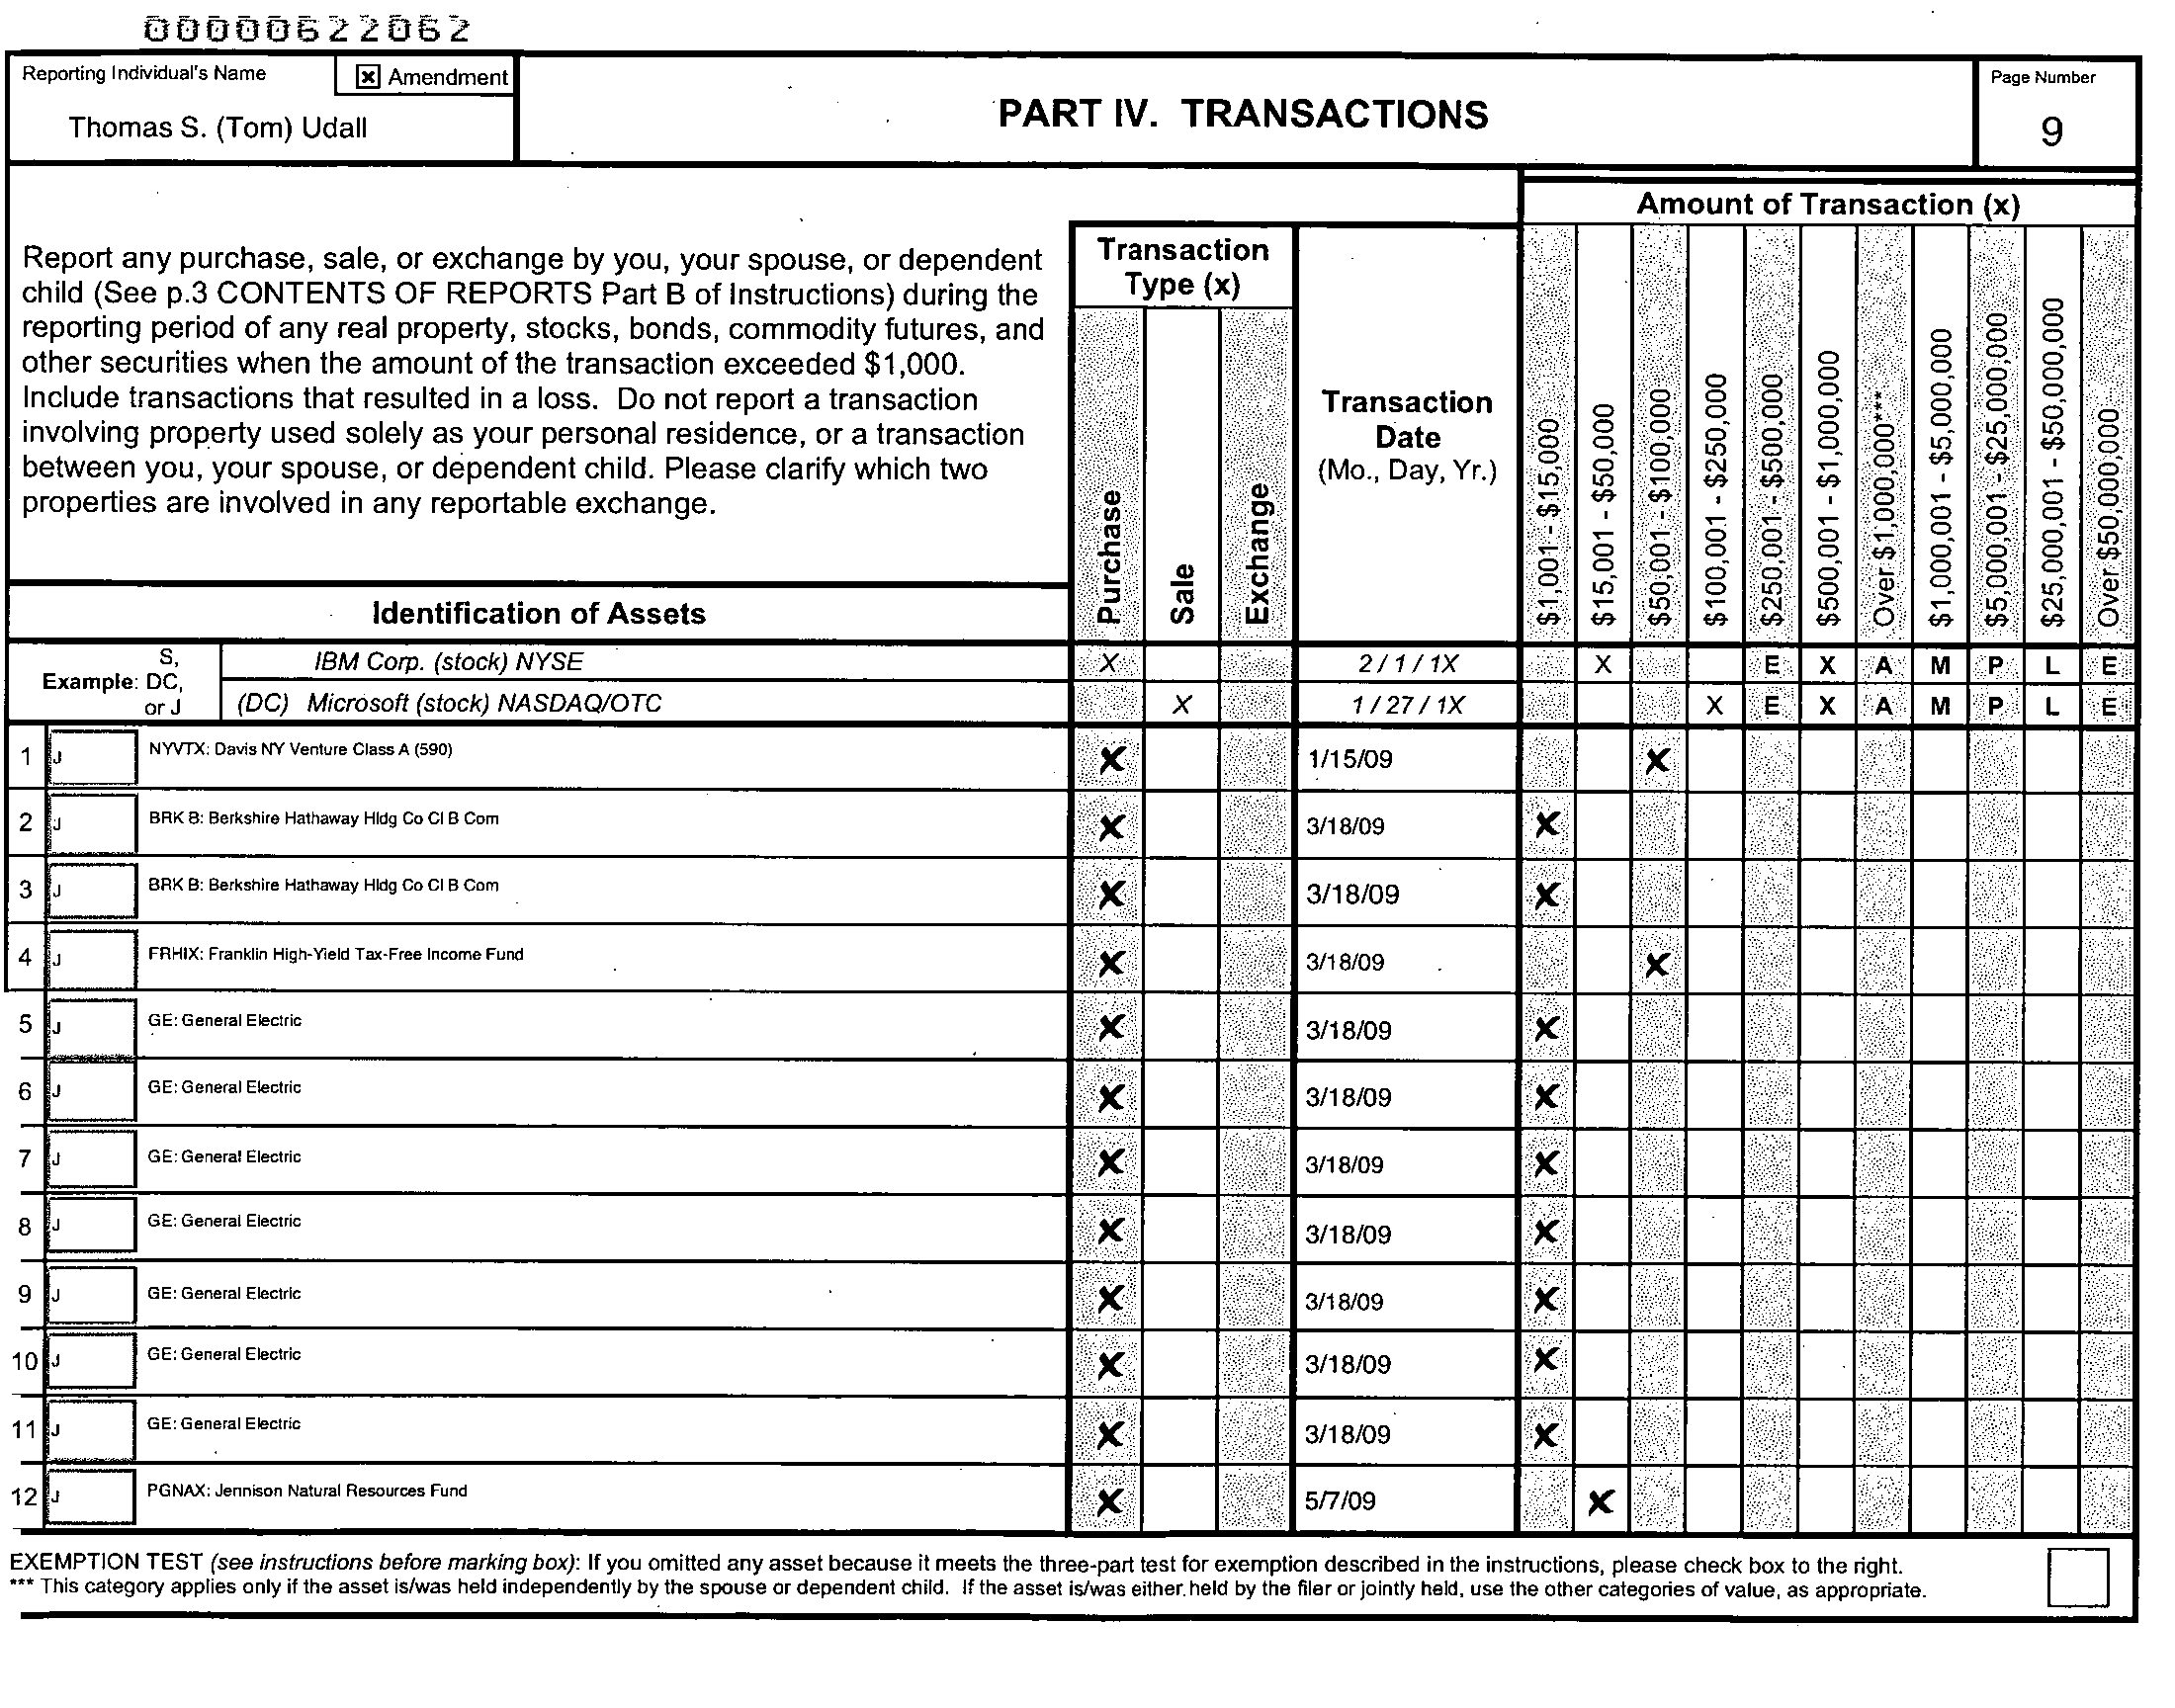 00000622062
Reporting Individual's Name
x Amendment
Thomas S. (Tom) Udall
PART IV. TRANSACTIONS
Page Number
9
Amount of Transaction (x)
Report any purchase, sale, or exchange by you, your spouse, or dependent
child (See p.3 CONTENTS OF REPORTS Part B of Instructions) during the
reporting period of any real property, stocks, bonds, commodity futures, and
other securities when the amount of the transaction exceeded $1,000.
Include transactions that resulted in a loss. Do not report a transaction
involving property used solely as your personal residence, or a transaction
between you, your spouse, or dependent child. Please clarify which two
properties are involved in any reportable exchange.
Transaction
Type (x)
Purchase
Sale
Exchange
Transaction
Date
(Mo., Day, Yr.)
$1,001 - $15,000
$15,001 - $50,000
$50,001 - $100,000
$100,001 - $250,000
$250,001 - $500,000
$500,001 - $1,000,000
Over $1,000,000***
$1,000,001 - $5,000,000
$5,000,001 - $25,000,000
$25,000,001 - $50,000,000
Over $50,000,000
Identification of Assets
Example: S, DC, or J
IBM Corp. (stock) NYSE X 2 / 1 / 1X X E X A M P L E
(DC) Microsoft (stock) NASDAQ/OTC X 1 / 27 / 1X X E X A M P L E
1 J NYVTX: Davis NY Venture Class A (590) X 1/15/09 X
2 J BRK B: Berkshire Hathaway Hldg Co Cl B Com X 3/18/09 X
3 J BRK B: Berkshire Hathaway Hldg Co Cl B Com X 3/18/09 X
4 J FRHIX: Franklin High-Yield Tax-Free Income Fund X 3/18/09 X
5 J GE: General Electric X 3/18/09 X
6 J GE: General Electric X 3/18/09 X
7 J GE: General Electric X 3/18/09 X
8 J GE: General Electric X 3/18/09 X
9 J GE: General Electric X 3/18/09 X
10 J GE: General Electric X 3/18/09 X
11 J GE: General Electric X 3/18/09 X
12 J PGNAX: Jennison Natural Resources Fund X 5/7/09 X
EXEMPTION TEST (see instructions before marking box): If you omitted any asset because it meets the three-part test for exemption described in the instructions, please check box to the right.
*** This category applies only if the asset is/was held independently by the spouse or dependent child. If the asset is/was either held by the filer or jointly held, use the other categories of value, as appropriate.